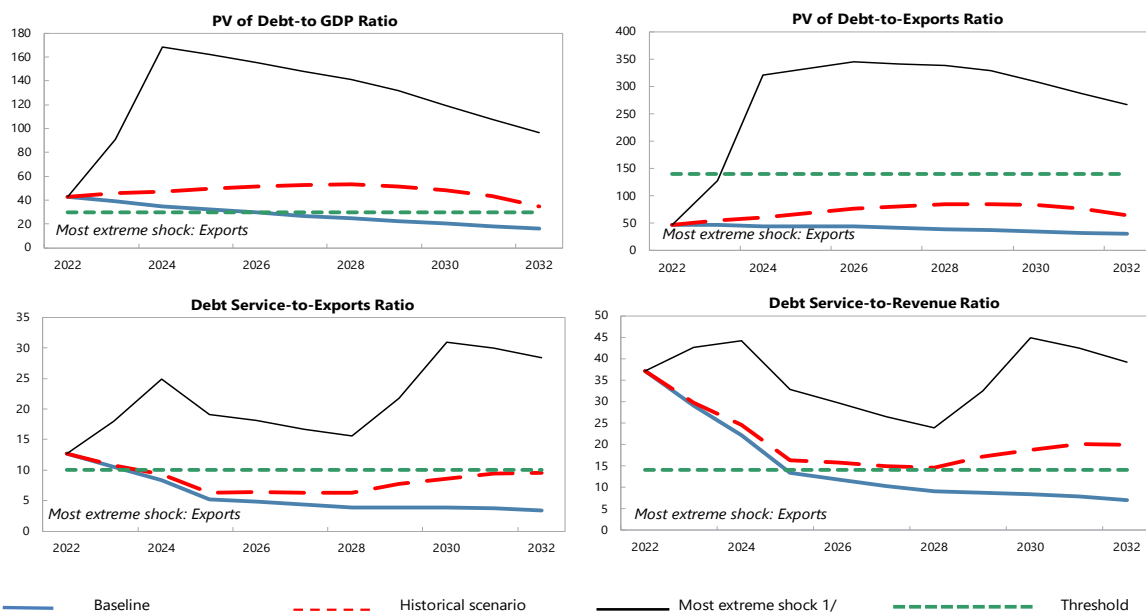 PV of Debt-to GDP Ratio
180
160
140
120
100
80
60
40
20
0
Most extreme shock: Exports
2022 2024 2026 2028 2030 2032
PV of Debt-to-Exports Ratio
400
350
300
250
200
150
100
50
0
Most extreme shock: Exports
2022 2024 2026 2028 2030 2032
Debt Service-to-Exports Ratio
35
30
25
20
15
10
5
0
Most extreme shock: Exports
2022 2024 2026 2028 2030 2032
Debt Service-to-Revenue Ratio
50
45
40
35
30
25
20
15
10
5
0
Most extreme shock: Exports
2022 2024 2026 2028 2030 2032
Baseline Historical scenario Most extreme shock 1/ Threshold